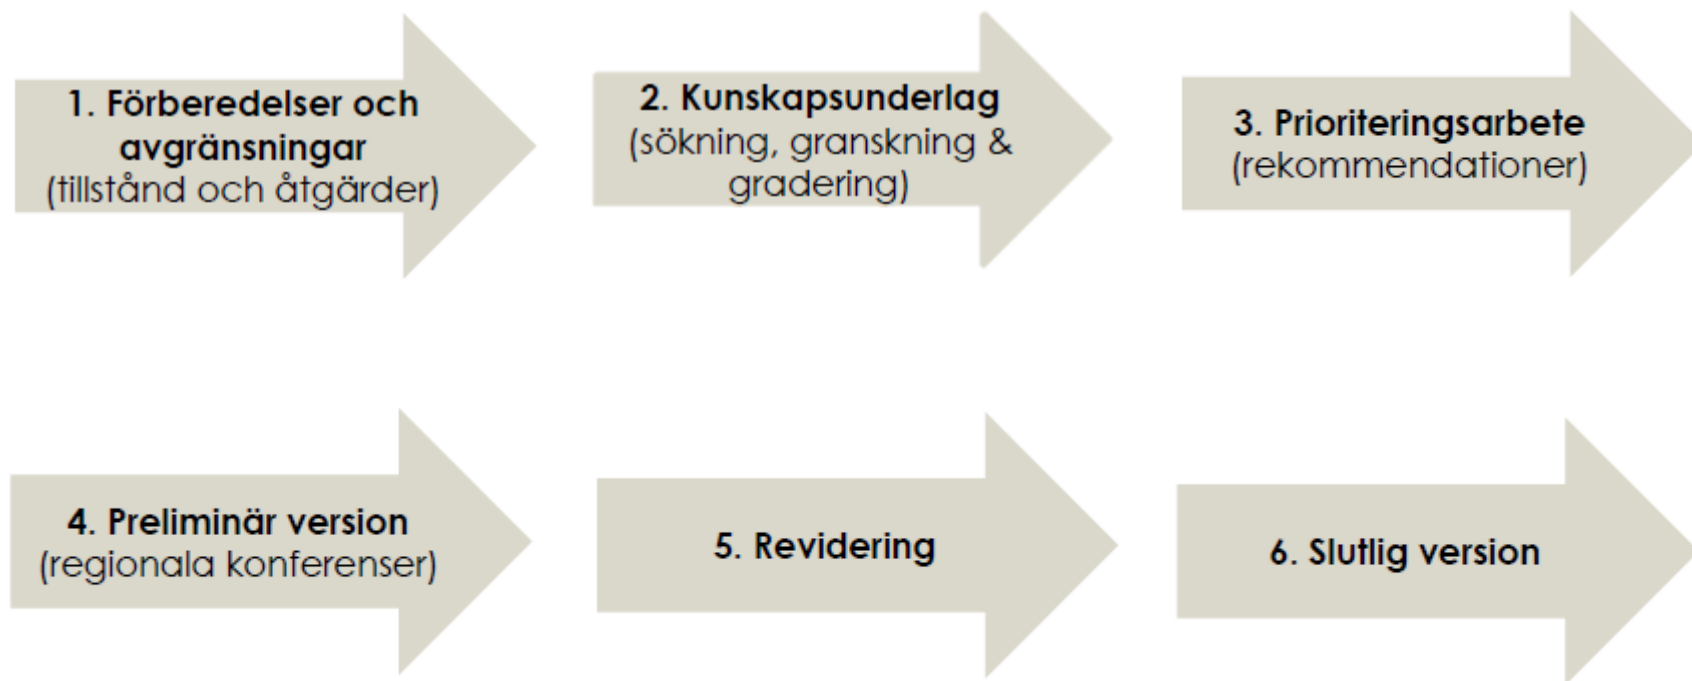 1. Förberedelser och
avgränsningar
(tillstånd och åtgärder)
2. Kunskapsunderlag
(sökning, granskning &
gradering)
3. Prioriteringsarbete
(rekommendationer)
4. Preliminär version
(regionala konferenser)
5. Revidering
6. Slutlig version